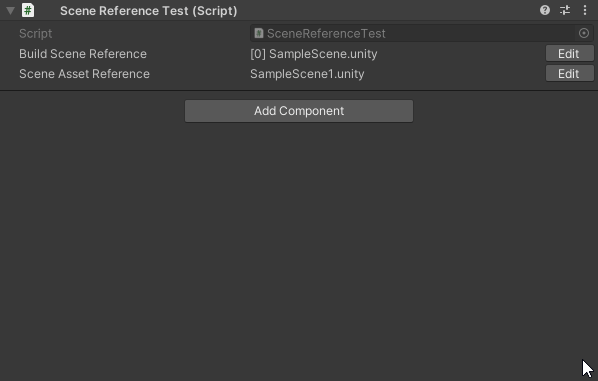 Scene Reference Test (Script)
Script SceneReferenceTest
Build Scene Reference [0] SampleScene.unity Edit
Scene Asset Reference SampleScene1.unity Edit
Add Component